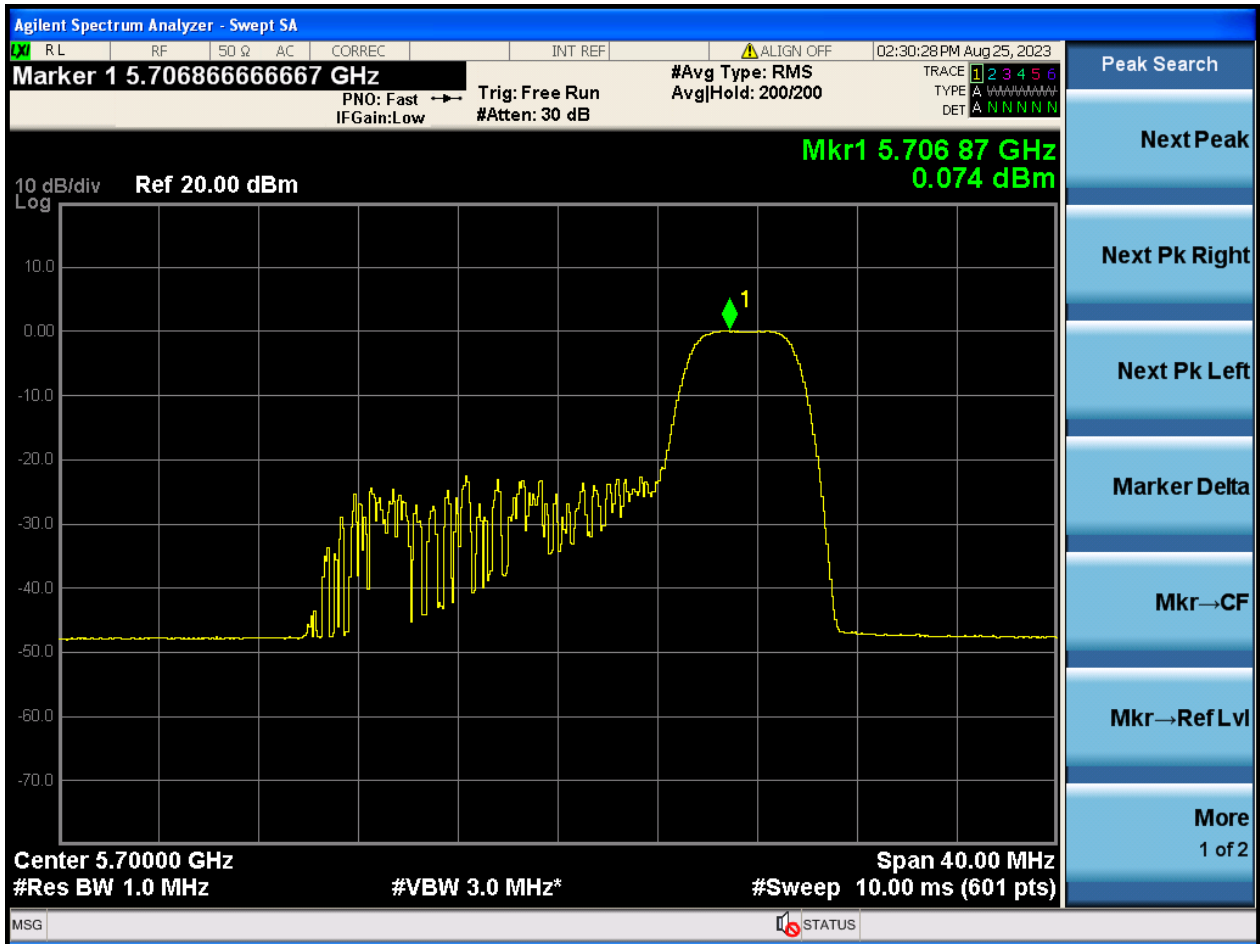 Agilent Spectrum Analyzer - Swept SA
LXI RL RF 50 Ω AC CORREC INT REF ALIGN OFF 02:30:28 PM Aug 25, 2023
Marker 1 5.706866666667 GHz
PNO: Fast
IFGain:Low
Trig: Free Run
#Atten: 30 dB
#Avg Type: RMS
Avg|Hold: 200/200
TRACE 1 2 3 4 5 6
TYPE A WWWWW
DET A N N N N N
Mkr1 5.706 87 GHz
0.074 dBm
10 dB/div Ref 20.00 dBm
Log
10.0
0.00
-10.0
-20.0
-30.0
-40.0
-50.0
-60.0
-70.0
1
Center 5.70000 GHz Span 40.00 MHz
#Res BW 1.0 MHz #VBW 3.0 MHz* #Sweep 10.00 ms (601 pts)
MSG STATUS
Peak Search
Next Peak
Next Pk Right
Next Pk Left
Marker Delta
Mkr→CF
Mkr→Ref Lvl
More
1 of 2